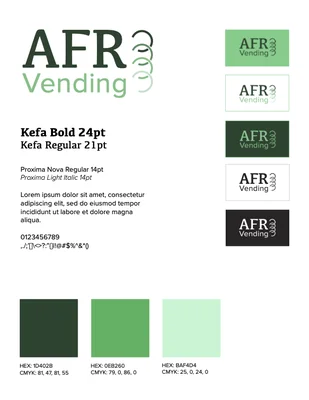 AFR
Vending
AFR
Vending
AFR
Vending
AFR
Vending
AFR
Vending
AFR
Vending
Kefa Bold 24pt
Kefa Regular 21pt
Proxima Nova Regular 14pt
Proxima Light Italic 14pt
Lorem ipsum dolor sit amet, consectetur
adipiscing elit, sed do eiusmod tempor
incididunt ut labore et dolore magna
aliqua.
0123456789
,./;'[]\<>?:"{}|!@#$%^&*()
HEX: 1D402B
CMYK: 81, 47, 81, 55
HEX: 0EB260
CMYK: 79, 0, 86, 0
HEX: BAF4D4
CMYK: 25, 0, 24, 0